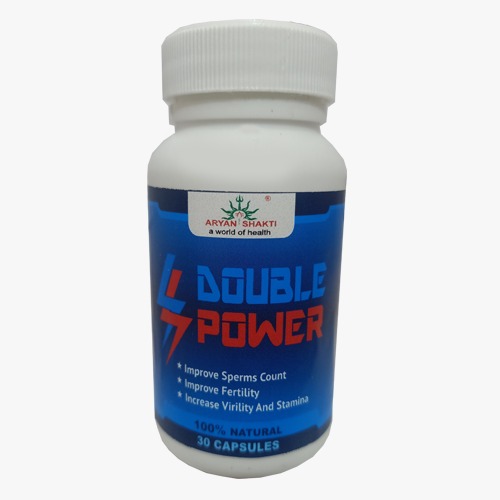 ®
ARYAN SHAKTI
a world of health
DOUBLE
POWER
* Improve Sperms Count
* Improve Fertility
* Increase Virility And Stamina
100% NATURAL
30 CAPSULES